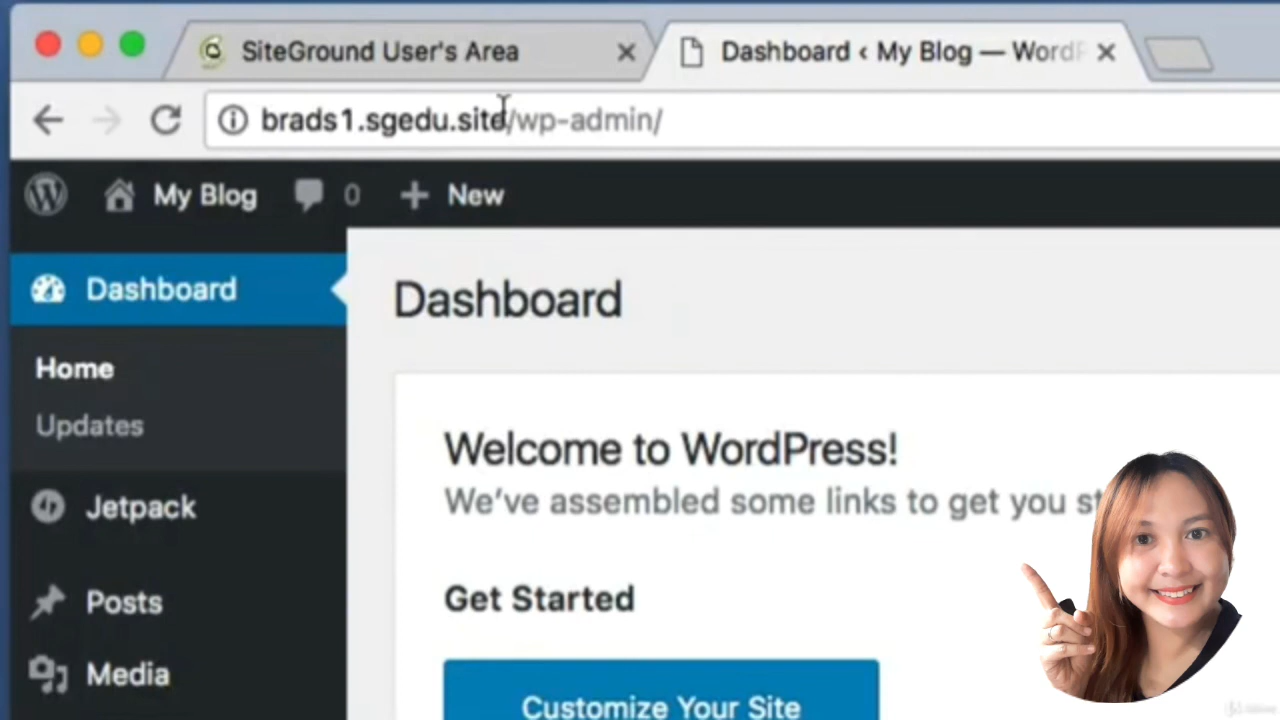 SiteGround User's Area
Dashboard ‹ My Blog — WordP
brads1.sgedu.site/wp-admin/
My Blog 0 + New
Dashboard
Dashboard
Home
Updates
Welcome to WordPress!
We've assembled some links to get you st
Jetpack
Get Started
Posts
Media
Customize Your Site